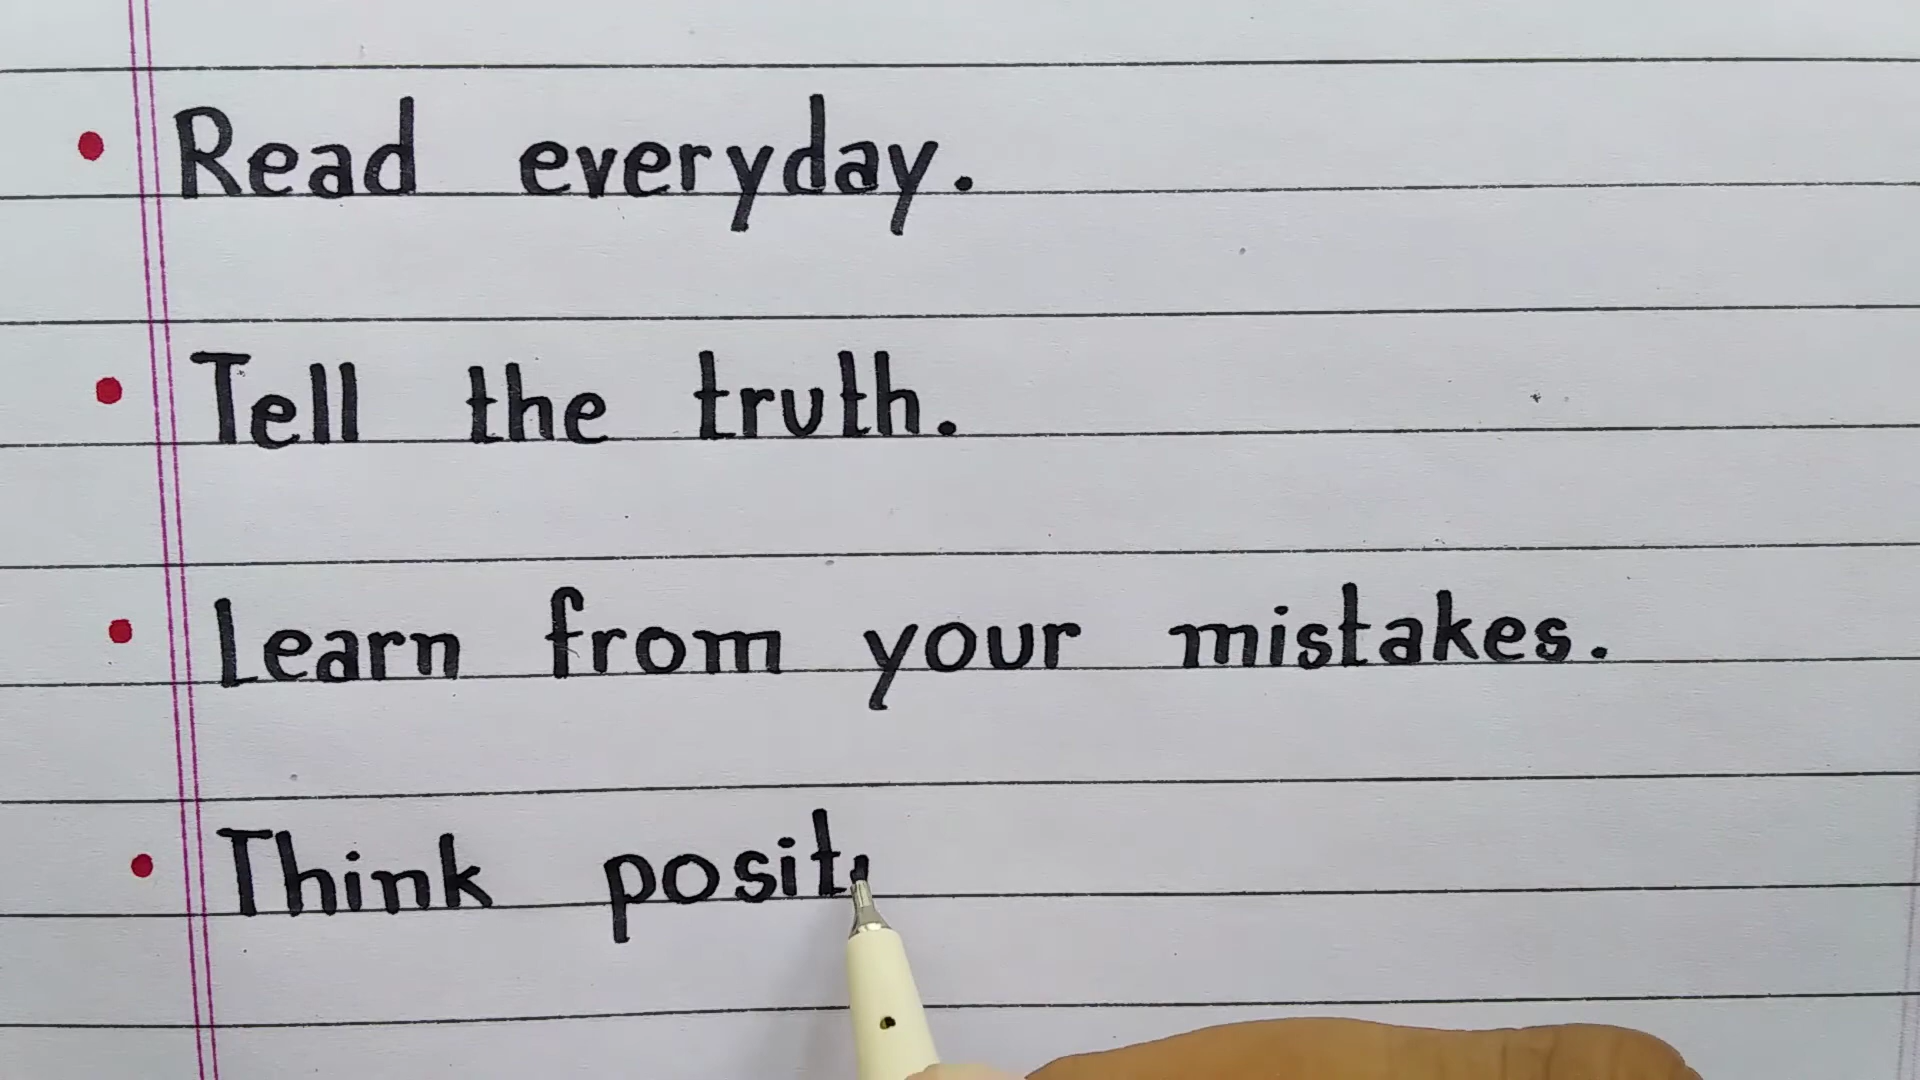 • Read everyday.
• Tell the truth.
• Learn from your mistakes.
• Think posit